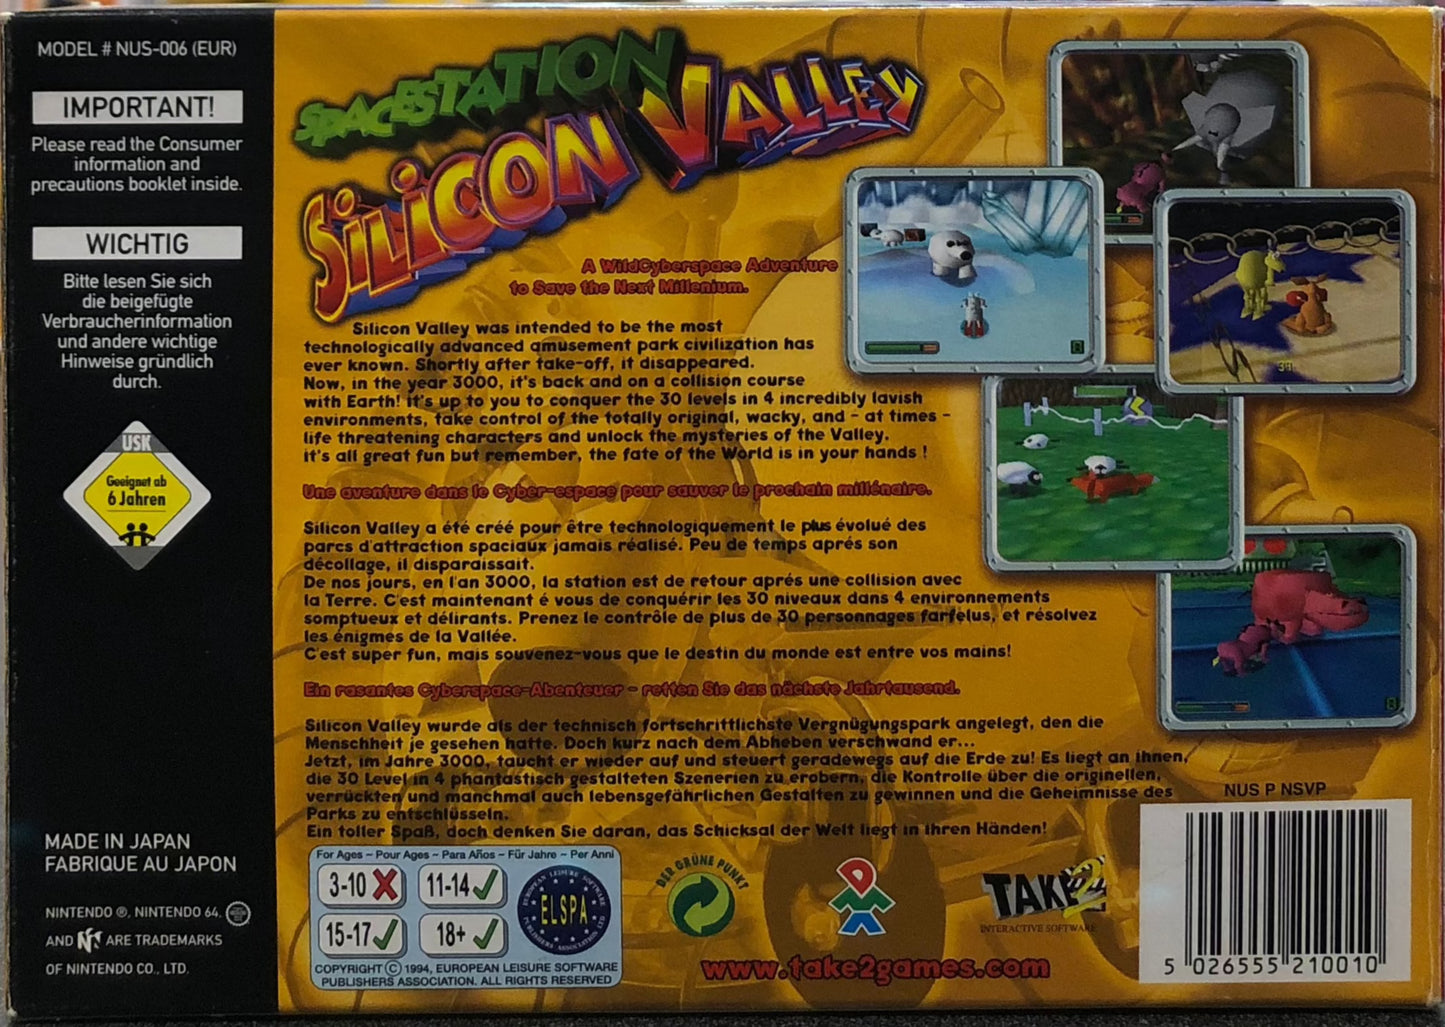 MODEL # NUS-006 (EUR)
IMPORTANT!
Please read the Consumer
information and
precautions booklet inside.
WICHTIG
Bitte lesen Sie sich
die beigefügte
Verbraucherinformation
und andere wichtige
Hinweise gründlich
durch.
USK
Geeignet ab
6 Jahren
MADE IN JAPAN
FABRIQUE AU JAPON
NINTENDO ®, NINTENDO 64,
AND N ARE TRADEMARKS
OF NINTENDO CO., LTD.
SPACESTATION
SILICON VALLEY
A WildCyberspace Adventure
to Save the Next Millenium.
Silicon Valley was intended to be the most
technologically advanced amusement park civilization has
ever known. Shortly after take-off, it disappeared.
Now, in the year 3000, it's back and on a collision course
with Earth! it's up to you to conquer the 30 levels in 4 incredibly lavish
environments, take control of the totally original, wacky, and - at times -
life threatening characters and unlock the mysteries of the Valley.
it's all great fun but remember, the fate of the World is in your hands !
Une aventure dans le Cyber-espace pour sauver le prochain millénaire.
Silicon Valley a été créé pour être technologiquement le plus évolué des
parcs d'attraction spaciaux jamais réalisé. Peu de temps aprés son
décollage, il disparaissait.
De nos jours, en l'an 3000, la station est de retour aprés une collision avec
la Terre. C'est maintenant é vous de conquérir les 30 niveaux dans 4 environnements
somptueux et délirants. Prenez le contrôle de plus de 30 personnages farfelus, et résolvez
les énigmes de la Vallée.
C'est super fun, mais souvenez-vous que le destin du monde est entre vos mains!
Ein rasantes Cyberspace-Abenteuer - retten Sie das nächste Jahrtausend.
Silicon Valley wurde als der technisch fortschrittlichste Vergnügungspark angelegt, den die
Menschheit je gesehen hatte. Doch kurz nach dem Abheben verschwand er...
Jetzt, im Jahre 3000, taucht er wieder auf und steuert geradewegs auf die Erde zu! Es liegt an ihnen,
die 30 Level in 4 phantastisch gestalteten Szenerien zu erobern, die Kontrolle über die originellen,
verrückten und manchmal auch lebensgefährlichen Gestalten zu gewinnen und die Geheimnisse des
Parks zu entschlüsseln.
Ein toller Spaß, doch denken Sie daran, das Schicksal der Welt liegt in ihren Händen!
For Ages ~ Pour Ages ~ Para Años ~ Für Jahre ~ Per Anni
3-10 11-14
15-17 18+
EUROPEAN LEISURE SOFTWARE PUBLISHERS ASSOCIATION LTD
ELSPA
COPYRIGHT © 1994, EUROPEAN LEISURE SOFTWARE
PUBLISHERS ASSOCIATION. ALL RIGHTS RESERVED
DER GRÜNE PUNKT
D
M A
TAKE 2
INTERACTIVE SOFTWARE
www.take2games.com
NUS P NSVP
5 026555 210010